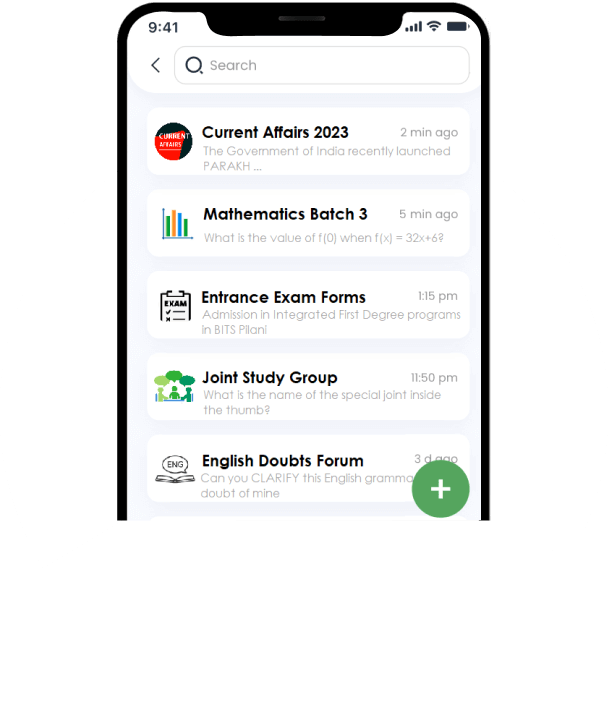 9:41
Search
CURRENT
AFFAIRS
Current Affairs 2023
2 min ago
The Government of India recently launched
PARAKH ...
Mathematics Batch 3
5 min ago
What is the value of f(0) when f(x) = 32x+6?
EXAM
Entrance Exam Forms
1:15 pm
Admission in Integrated First Degree programs
in BITS Pilani
Joint Study Group
11:50 pm
What is the name of the special joint inside
the thumb?
ENG
English Doubts Forum
3 d ago
Can you CLARIFY this English gramma
doubt of mine